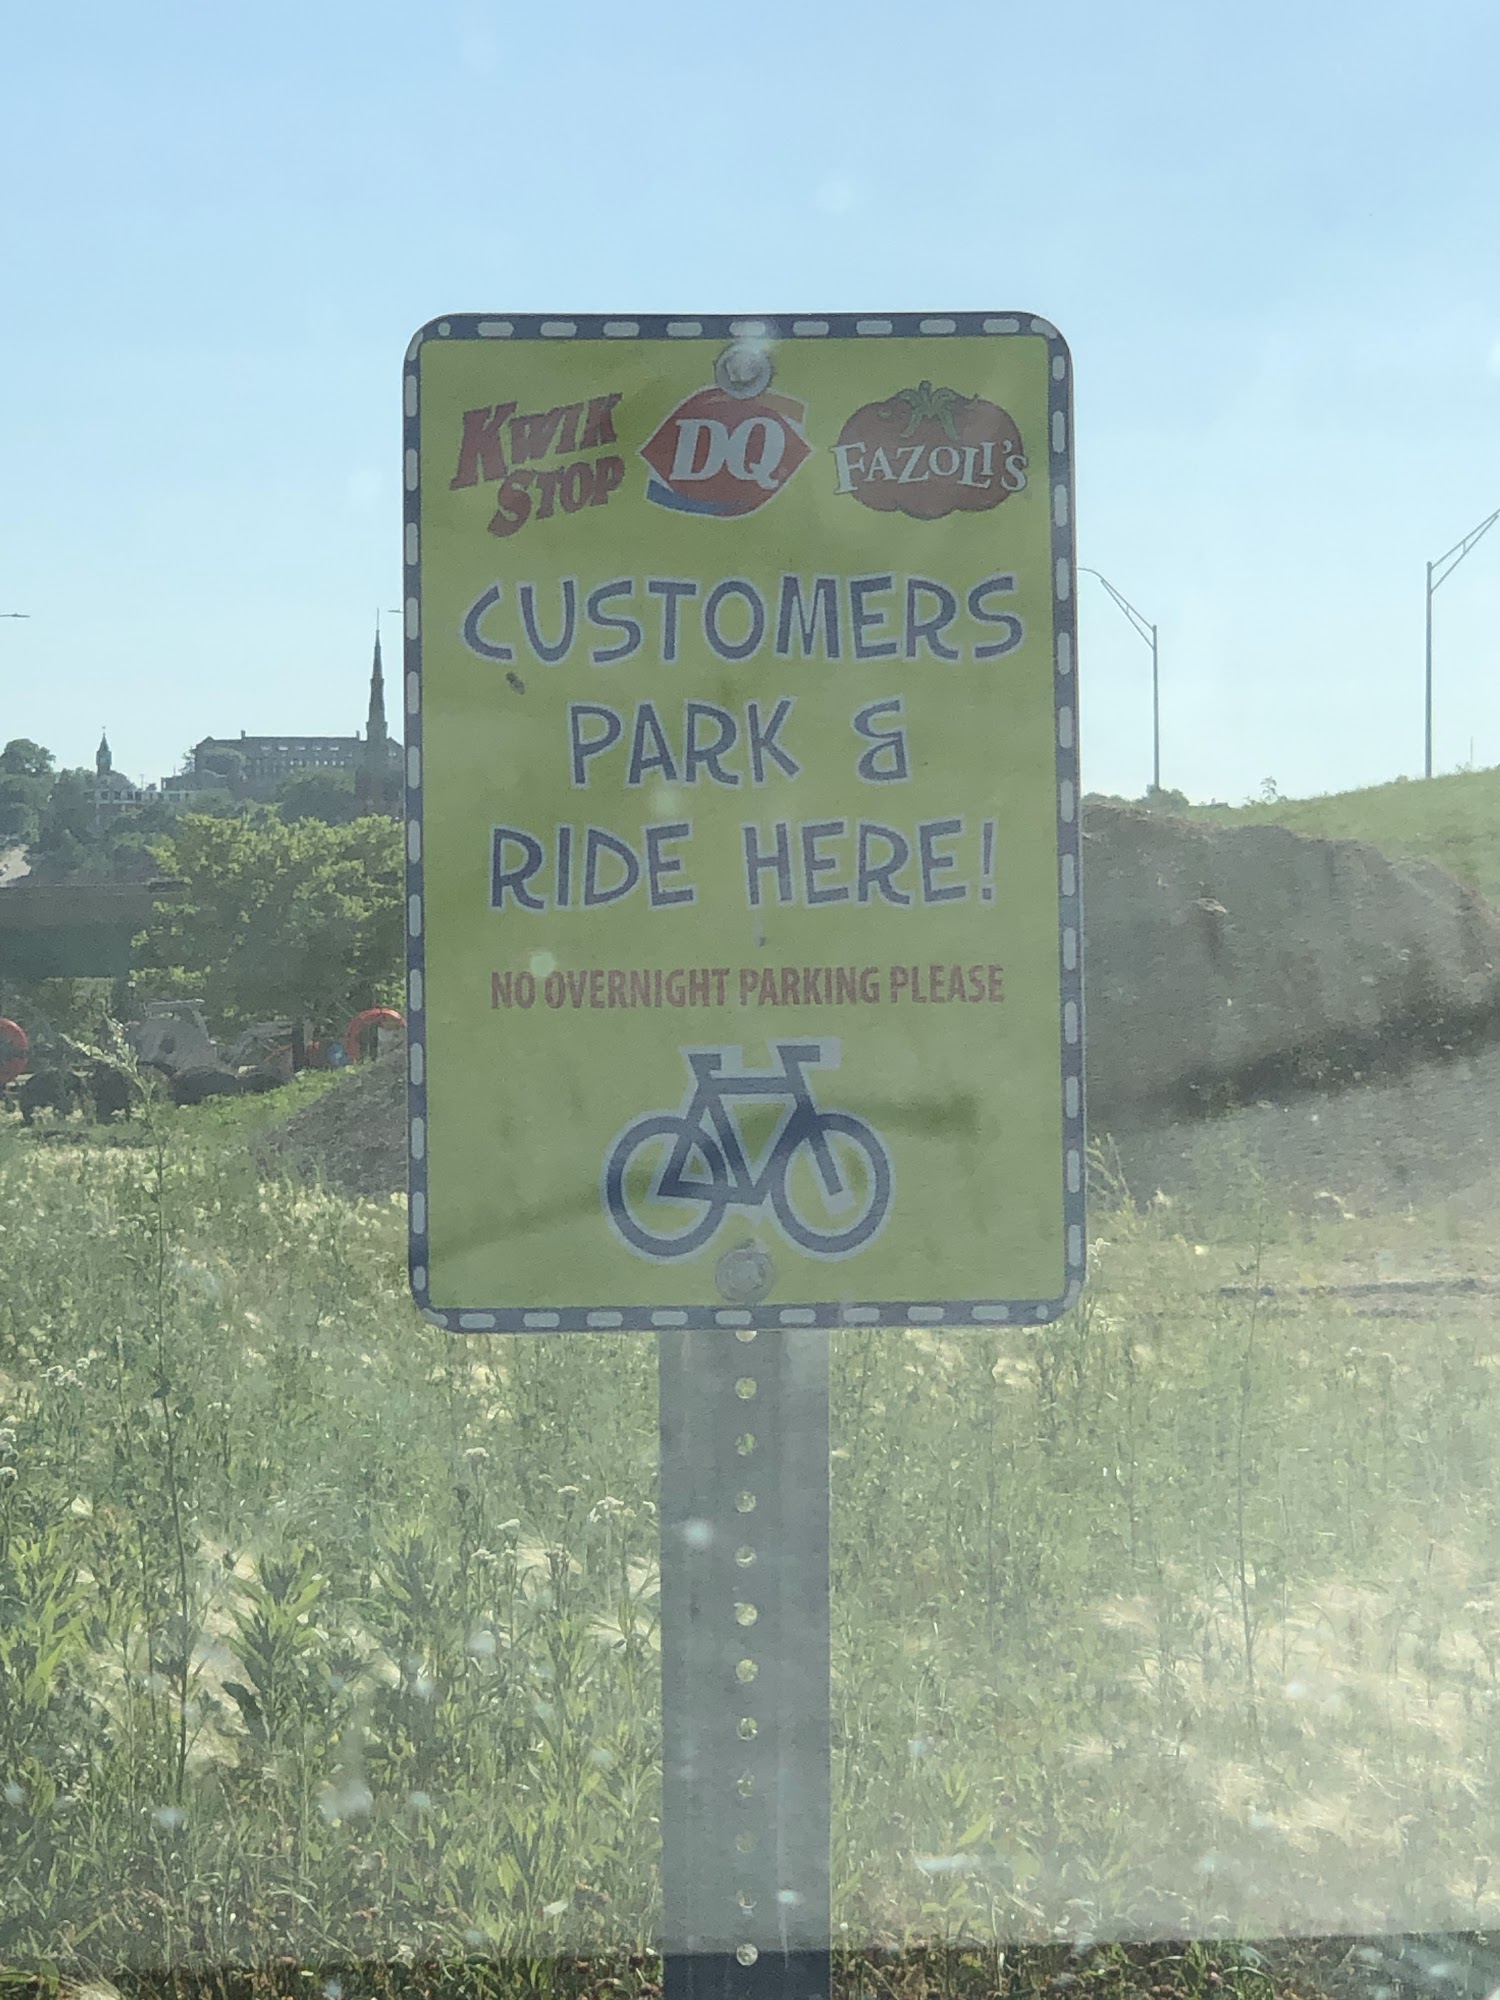 KWIK STOP DQ FAZOLI'S
CUSTOMERS
PARK &
RIDE HERE!
NO OVERNIGHT PARKING PLEASE